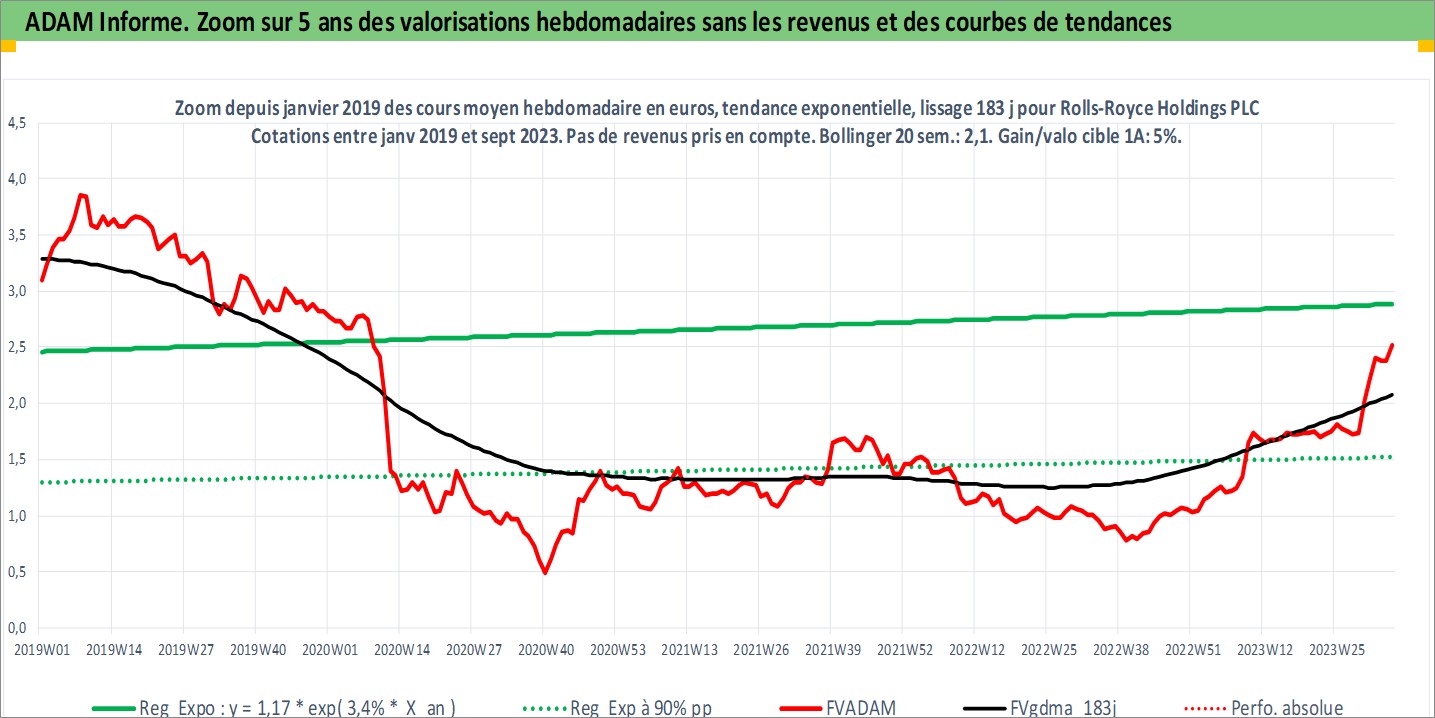 ADAM Informe. Zoom sur 5 ans des valorisations hebdomadaires sans les revenus et des courbes de tendances
Zoom depuis janvier 2019 des cours moyen hebdomadaire en euros, tendance exponentielle, lissage 183 j pour Rolls-Royce Holdings PLC
Cotations entre janv 2019 et sept 2023. Pas de revenus pris en compte. Bollinger 20 sem.: 2,1. Gain/valo cible 1A: 5%.
4,5
4,0
3,5
3,0
2,5
2,0
1,5
1,0
0,5
0,0
2019W01 2019W14 2019W27 2019W40 2020W01 2020W14 2020W27 2020W40 2020W53 2021W13 2021W26 2021W39 2021W52 2022W12 2022W25 2022W38 2022W51 2023W12 2023W25
Reg Expo : y = 1,17 * exp( 3,4% * X an ) Reg Exp à 90% pp FVADAM FVgdma 183j Perfo. absolue